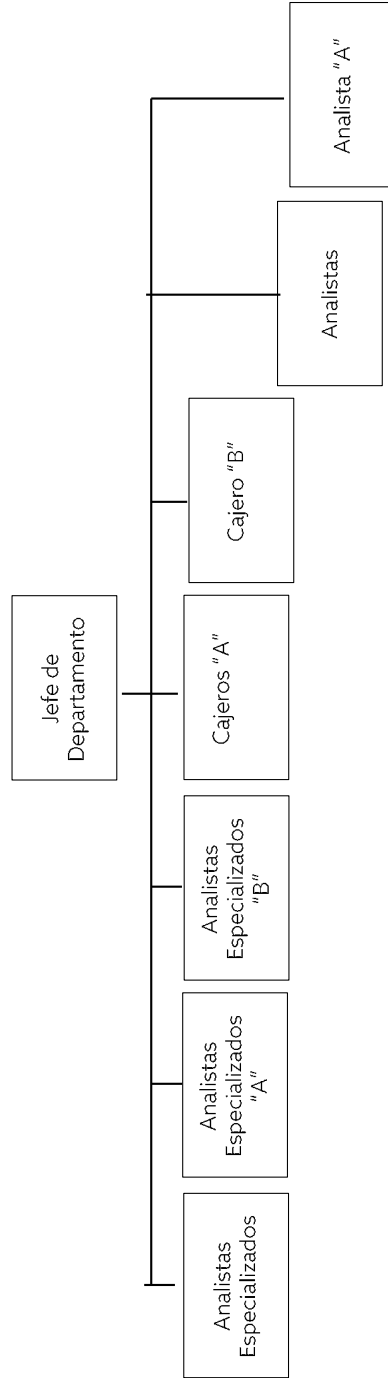 Jefe de
Departamento
Analistas
Especializados
Analistas
Especializados
“A”
Analistas
Especializados
“B”
Cajeros “A”
Cajero “B”
Analistas
Analista “A”